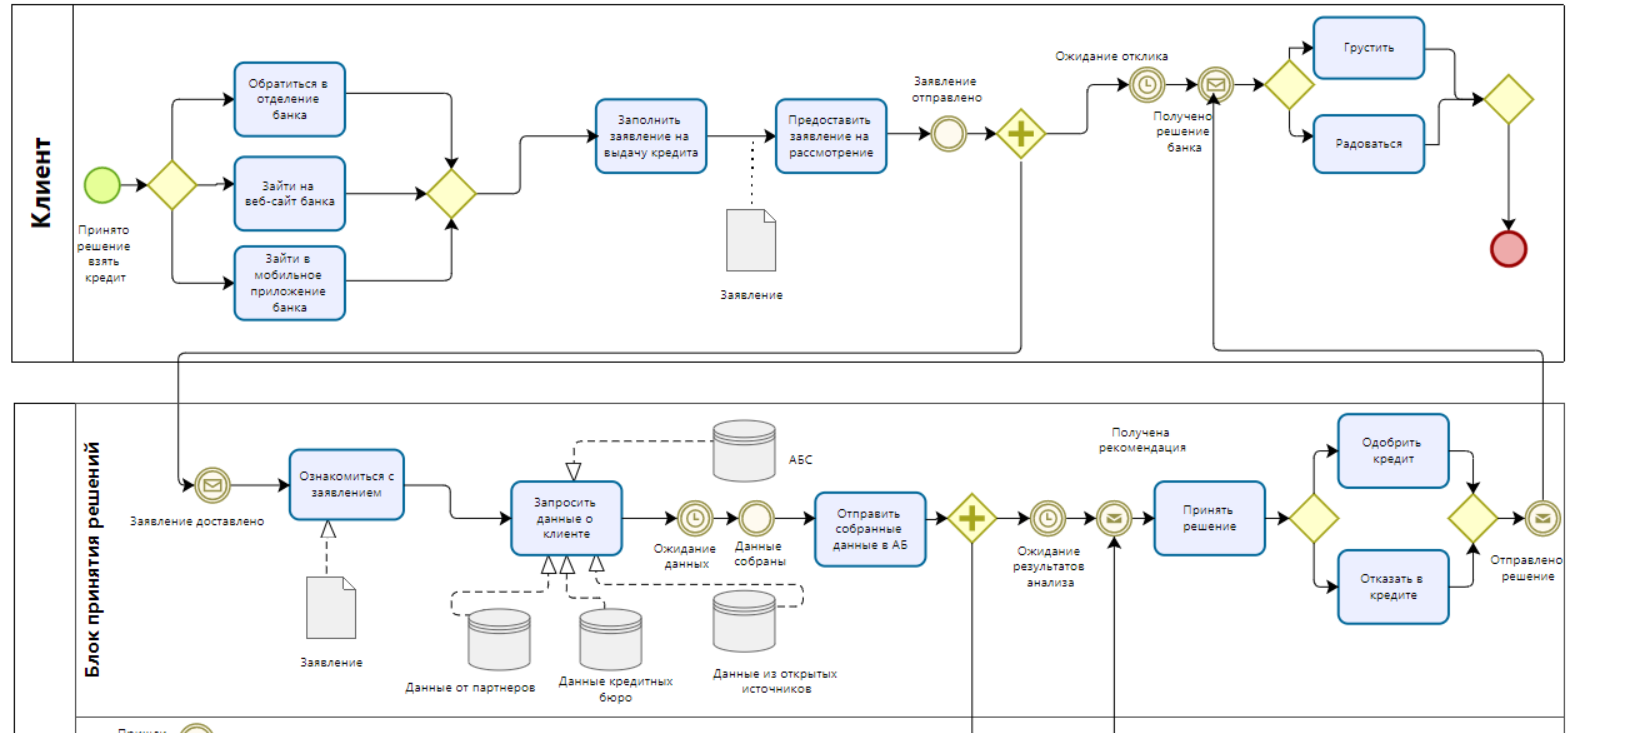 Клиент
Принято
решение
взять
кредит
Обратиться в
отделение
банка
Зайти на
веб-сайт банка
Зайти в
мобильное
приложение
банка
Заполнить
заявление на
выдачу кредита
Заявление
Предоставить
заявление на
рассмотрение
Заявление
отправлено
Ожидание отклика
Получено
решение
банка
Грустить
Радоваться
Блок принятия решений
Заявление доставлено
Ознакомиться с
заявлением
Заявление
Запросить
данные о
клиенте
АБС
Данные от партнеров
Данные кредитных
бюро
Данные из открытых
источников
Ожидание
данных
Данные
собраны
Отправить
собранные
данные в АБ
Ожидание
результатов
анализа
Получена
рекомендация
Принять
решение
Одобрить
кредит
Отказать в
кредите
Отправлено
решение